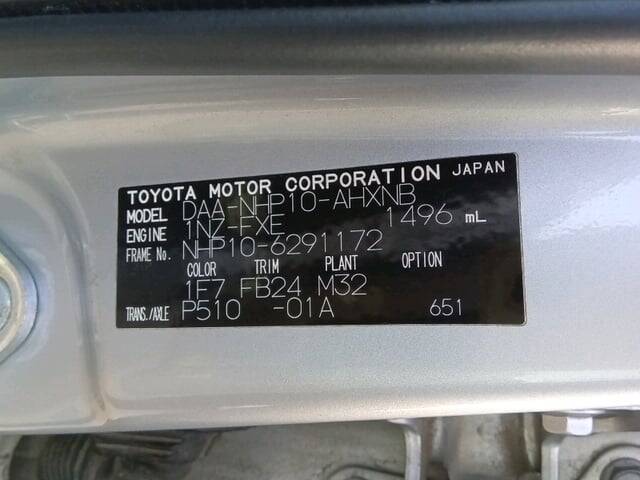 TOYOTA MOTOR CORPORATION JAPAN
MODEL DAA-NHP10-AHXNB
ENGINE 1NZ-FXE 1496 mL
FRAME No. NHP10-6291172
COLOR TRIM PLANT OPTION
1F7 FB24 M32
TRANS./AXLE P510 -01A 651